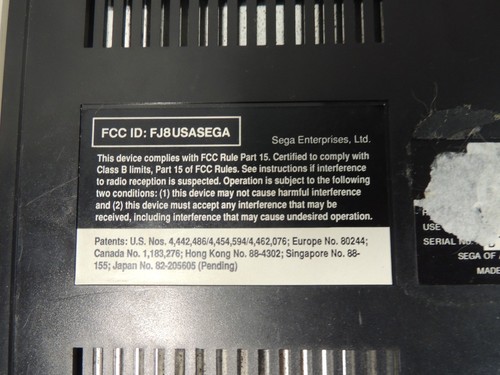 FCC ID: FJ8USASEGA
Sega Enterprises, Ltd.
This device complies with FCC Rule Part 15. Certified to comply with
Class B limits, Part 15 of FCC Rules. See instructions if interference
to radio reception is suspected. Operation is subject to the following
two conditions: (1) this device may not cause harmful interference
and (2) this device must accept any interference that may be
received, including interference that may cause undesired operation.
Patents: U.S. Nos. 4,442,486/4,454,594/4,462,076; Europe No. 80244;
Canada No. 1,183,276; Hong Kong No. 88-4302; Singapore No. 88-
155; Japan No. 82-205605 (Pending)
USE
SERIAL No.
SEGA OF
MADE